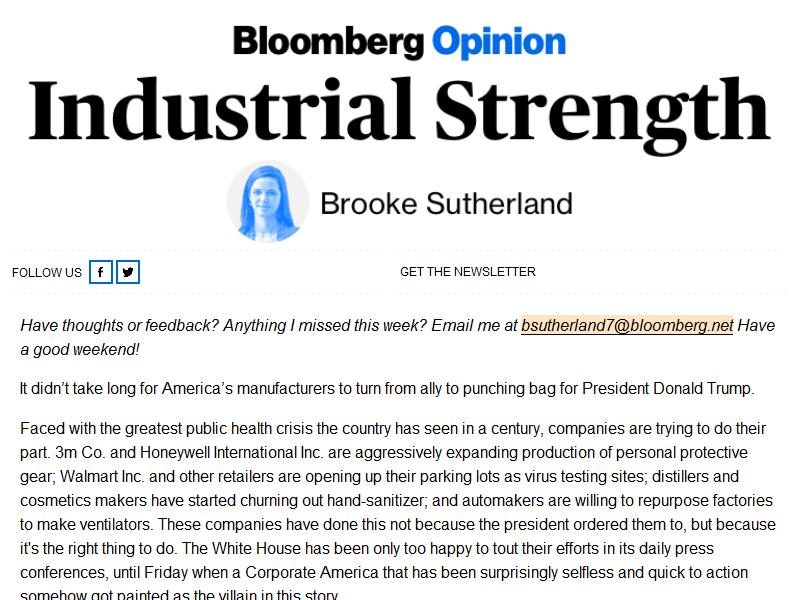 Bloomberg Opinion
Industrial Strength
Brooke Sutherland
FOLLOW US f
GET THE NEWSLETTER
Have thoughts or feedback? Anything I missed this week? Email me at bsutherland7@bloomberg.net Have
a good weekend!
It didn’t take long for America’s manufacturers to turn from ally to punching bag for President Donald Trump.
Faced with the greatest public health crisis the country has seen in a century, companies are trying to do their
part. 3m Co. and Honeywell International Inc. are aggressively expanding production of personal protective
gear; Walmart Inc. and other retailers are opening up their parking lots as virus testing sites; distillers and
cosmetics makers have started churning out hand-sanitizer; and automakers are willing to repurpose factories
to make ventilators. These companies have done this not because the president ordered them to, but because
it's the right thing to do. The White House has been only too happy to tout their efforts in its daily press
conferences, until Friday when a Corporate America that has been surprisingly selfless and quick to action
somehow got painted as the villain in this story.